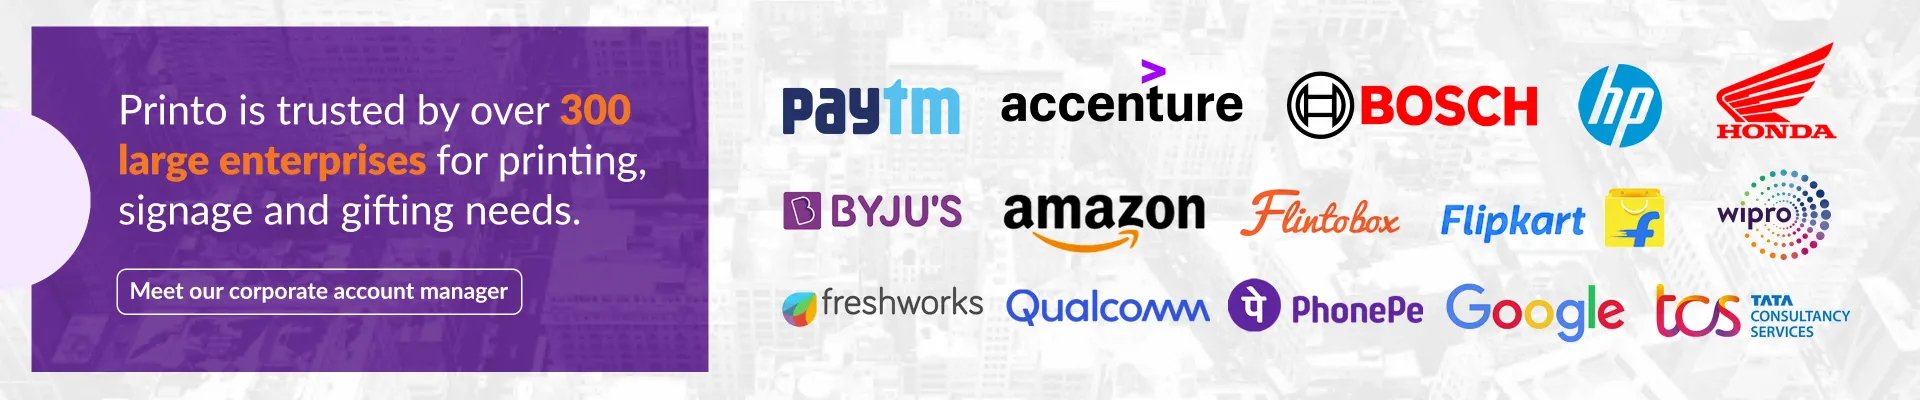 Printo is trusted by over 300
large enterprises for printing,
signage and gifting needs.
Meet our corporate account manager
paytm
accenture
BOSCH
hp
HONDA
B BYJU'S
amazon
Flintobox
Flipkart f
wipro
freshworks
Qualcomm
पे PhonePe
Google
tcs TATA
CONSULTANCY
SERVICES